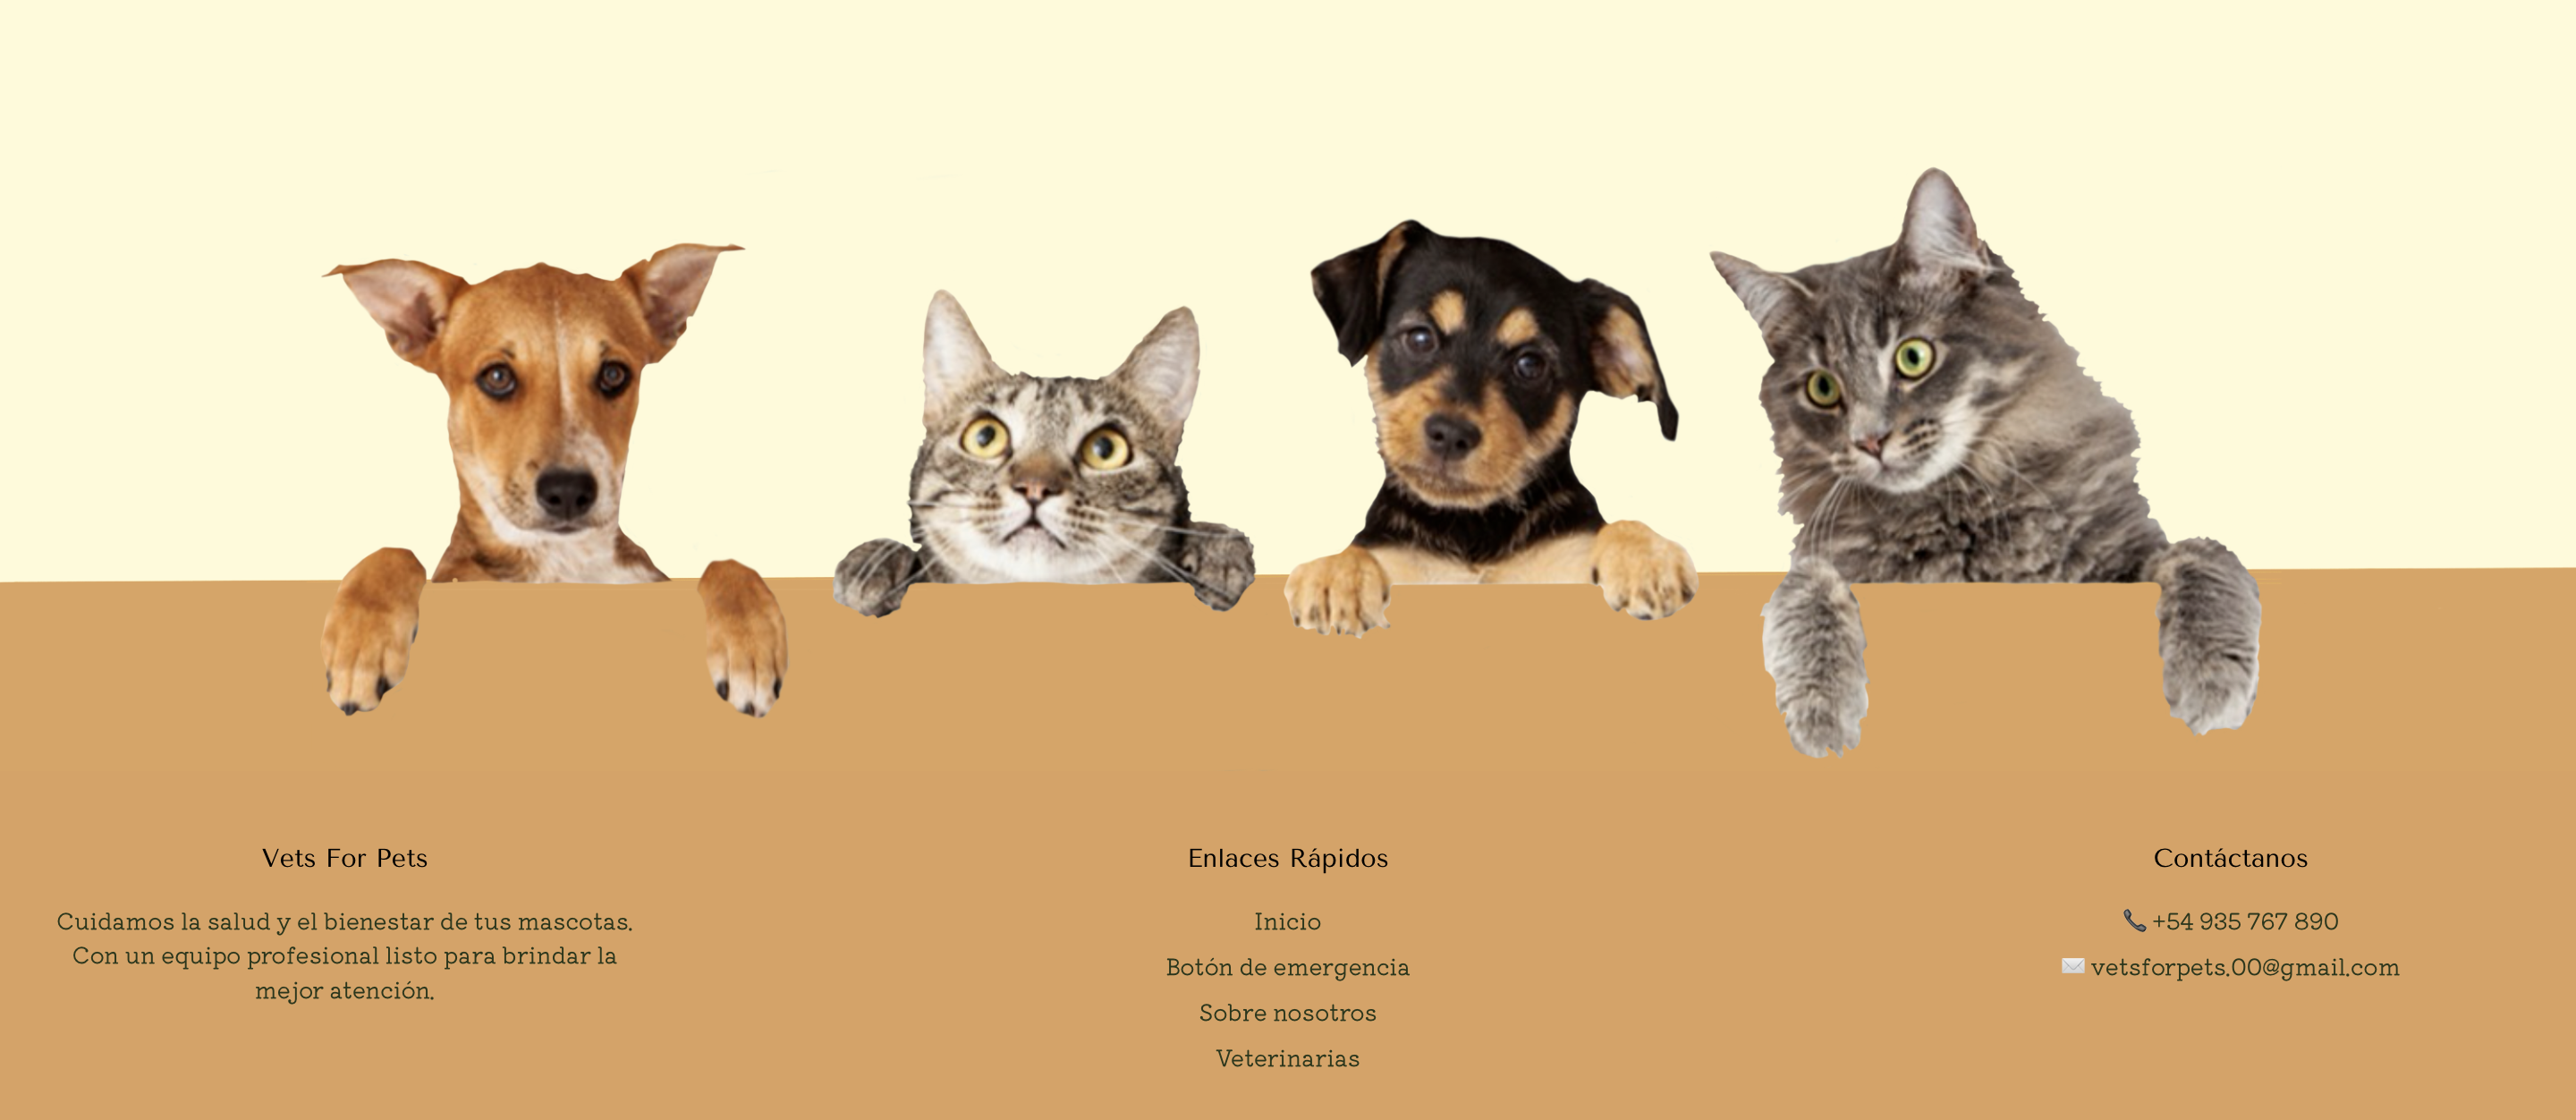 Vets For Pets
Cuidamos la salud y el bienestar de tus mascotas.
Con un equipo profesional listo para brindar la
mejor atención.
Enlaces Rápidos
Inicio
Botón de emergencia
Sobre nosotros
Veterinarias
Contáctanos
📞 +54 935 767 890
✉️ vetsforpets.00@gmail.com